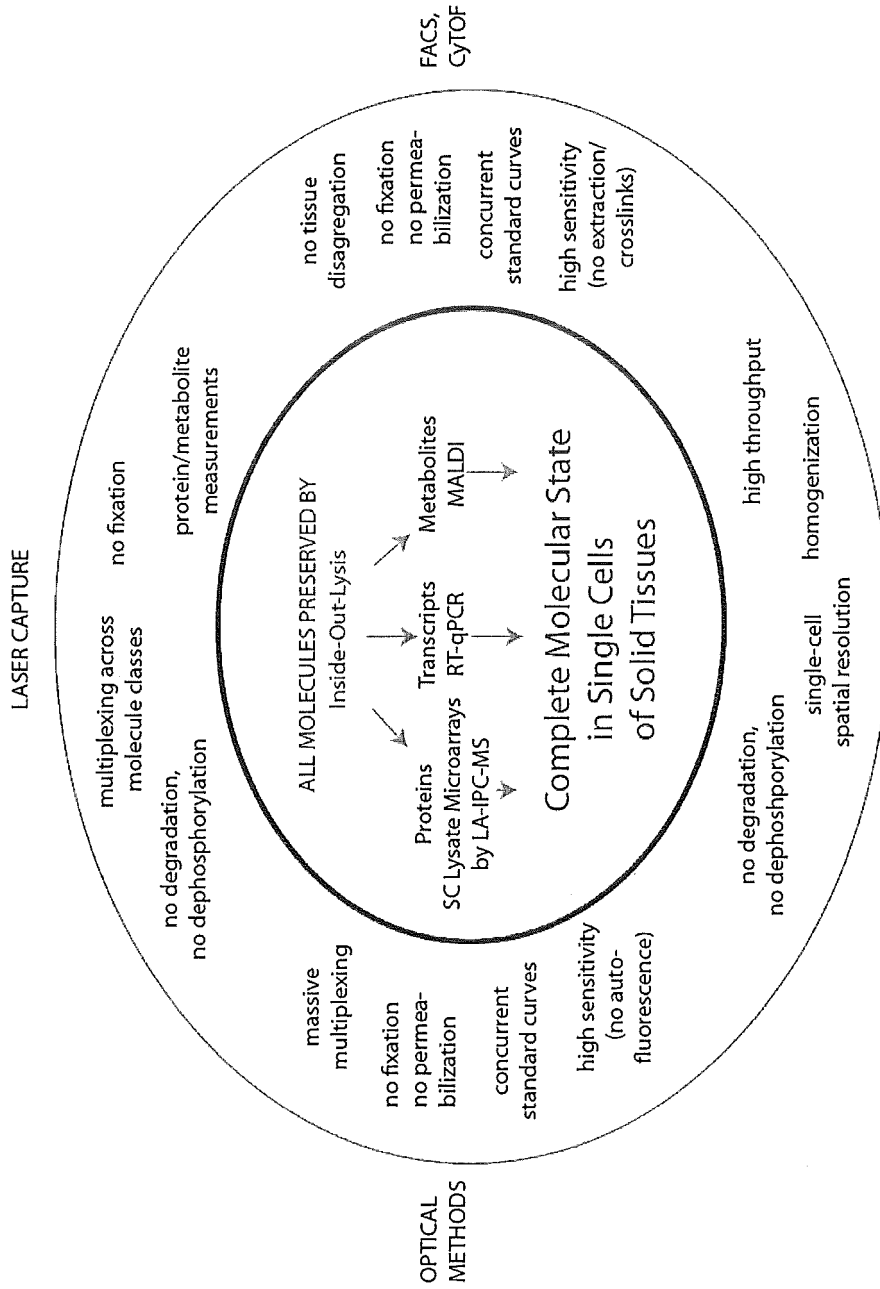 LASER CAPTURE
multiplexing across
molecule classes
no fixation
no degradation,
no dephosphorylation
protein/metabolite
measurements
OPTICAL
METHODS
massive
multiplexing
no fixation
no permea-
bilization
concurrent
standard curves
high sensitivity
(no auto-
fluorescence)
ALL MOLECULES PRESERVED BY
Inside-Out-Lysis
Proteins
SC Lysate Microarrays
by LA-IPC-MS
Transcripts
RT-qPCR
Metabolites
MALDI
Complete Molecular State
in Single Cells
of Solid Tissues
FACS,
CyTOF
no tissue
disagregation
no fixation
no permea-
bilization
concurrent
standard curves
high sensitivity
(no extraction/
crosslinks)
no degradation,
no dephoshporylation
single-cell
spatial resolution
homogenization
high throughput